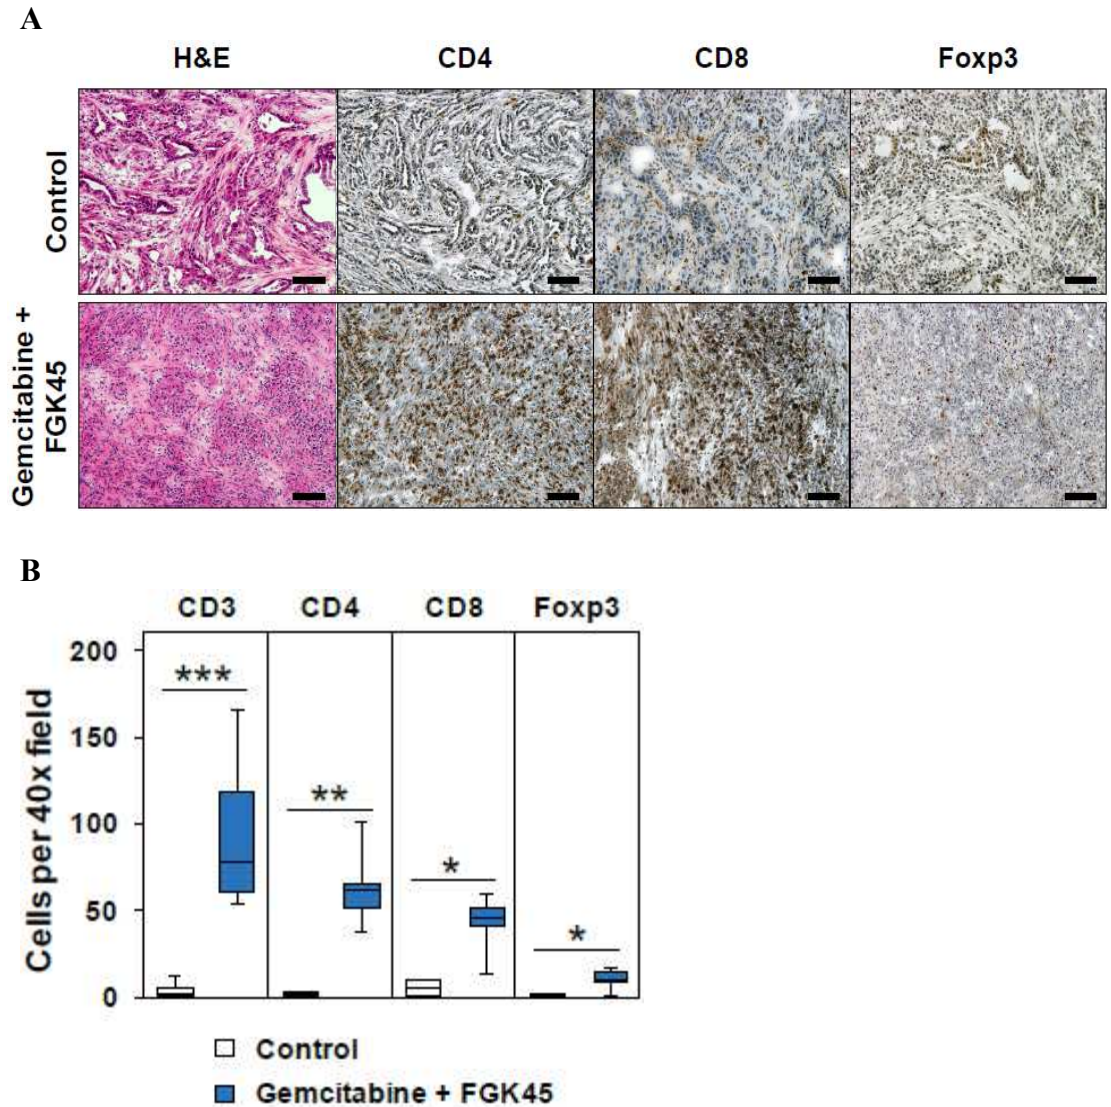 A
H&E CD4 CD8 Foxp3
Control
Gemcitabine +
FGK45
B
CD3 CD4 CD8 Foxp3
200
150
100
50
0
Cells per 40x field
***
**
*
*
Control
Gemcitabine + FGK45